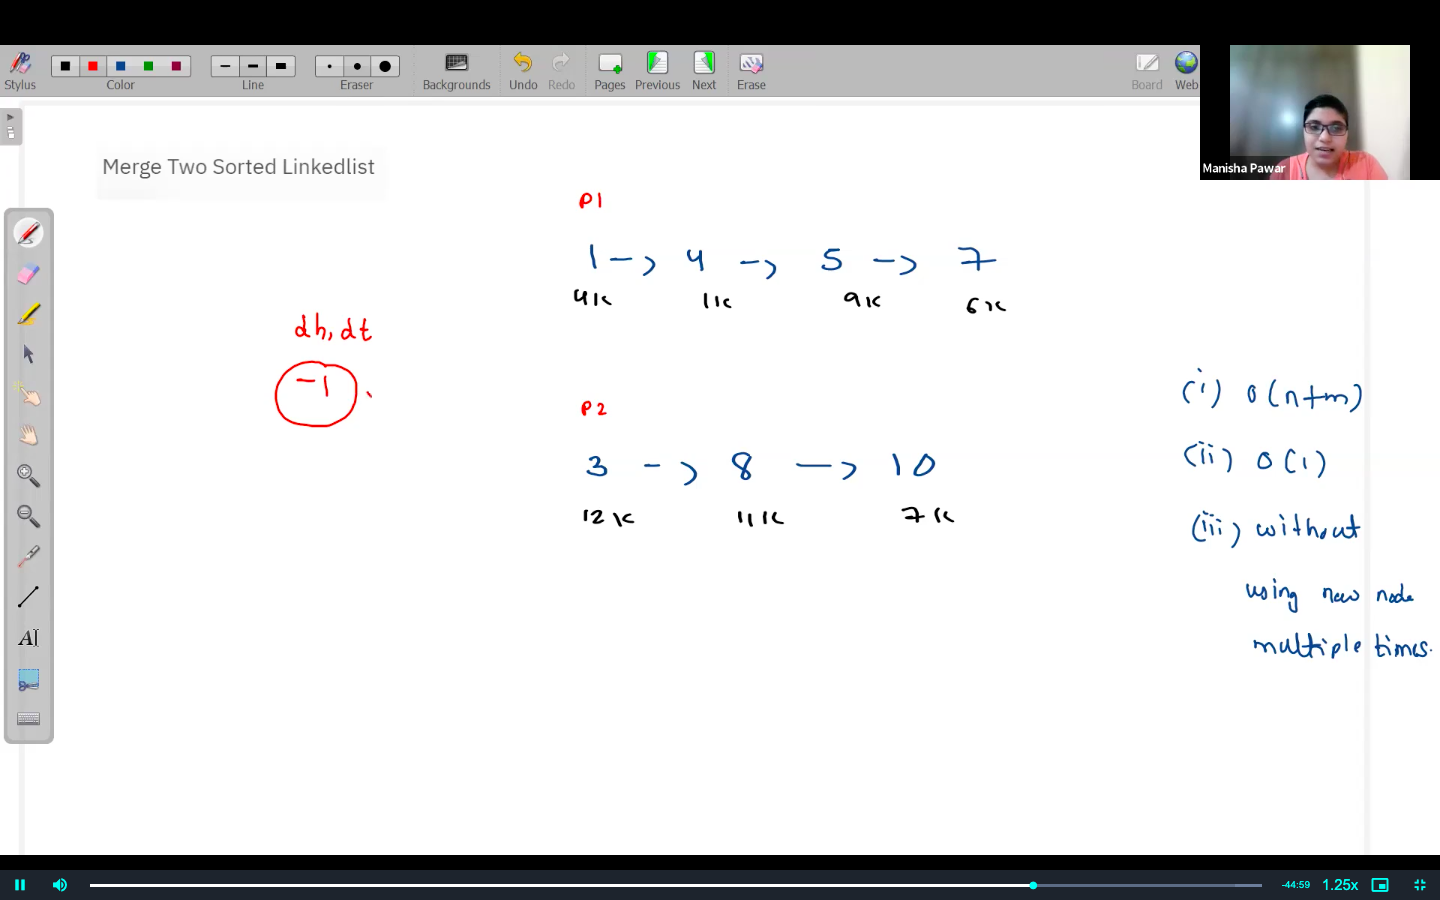 Stylus
Color
Line
Eraser
Backgrounds
Undo
Redo
Pages
Previous
Next
Erase
Board
Web
Manisha Pawar
Merge Two Sorted Linkedlist
P1
1 -> 4 -> 5 -> 7
4k 11k 9k 6k
dh, dt
-1
P2
3 -> 8 -> 10
12k 11k 7k
(i) O(n+m)
(ii) O(1)
(iii) without
using new node
multiple times.
AI
-44:59
1.25x